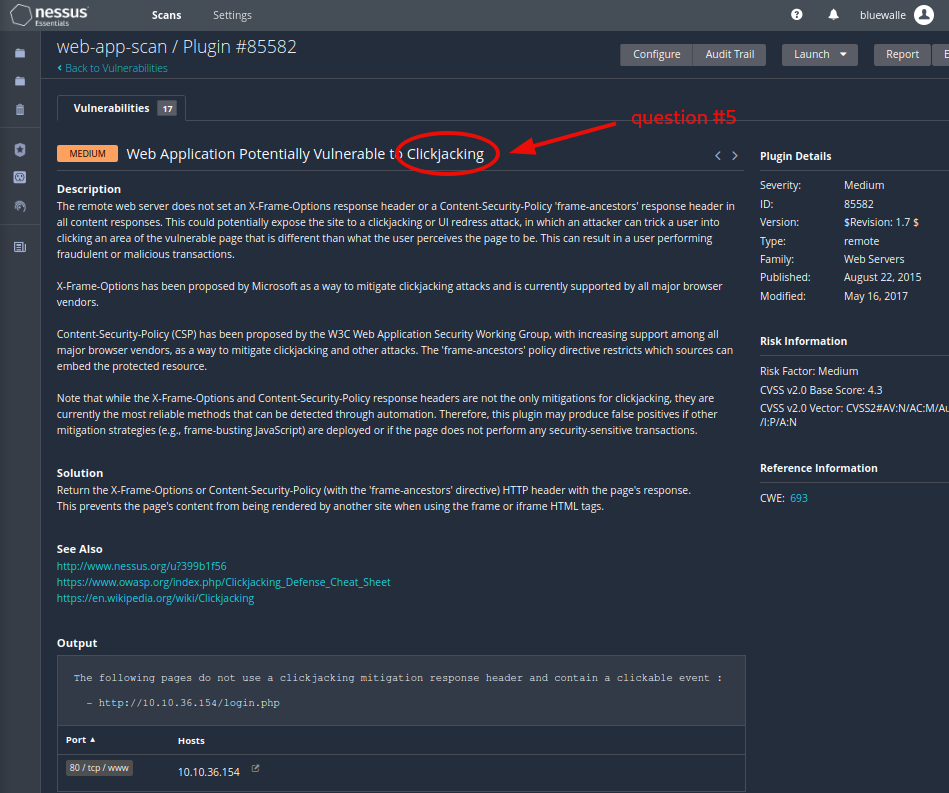 nessus
Essentials
Scans
Settings
bluewalle
web-app-scan / Plugin #85582
Back to Vulnerabilities
Configure
Audit Trail
Launch
Report
Vulnerabilities 17
question #5
MEDIUM
Web Application Potentially Vulnerable to Clickjacking
Description
The remote web server does not set an X-Frame-Options response header or a Content-Security-Policy 'frame-ancestors' response header in
all content responses. This could potentially expose the site to a clickjacking or UI redress attack, in which an attacker can trick a user into
clicking an area of the vulnerable page that is different than what the user perceives the page to be. This can result in a user performing
fraudulent or malicious transactions.
X-Frame-Options has been proposed by Microsoft as a way to mitigate clickjacking attacks and is currently supported by all major browser
vendors.
Content-Security-Policy (CSP) has been proposed by the W3C Web Application Security Working Group, with increasing support among all
major browser vendors, as a way to mitigate clickjacking and other attacks. The 'frame-ancestors' policy directive restricts which sources can
embed the protected resource.
Note that while the X-Frame-Options and Content-Security-Policy response headers are not the only mitigations for clickjacking, they are
currently the most reliable methods that can be detected through automation. Therefore, this plugin may produce false positives if other
mitigation strategies (e.g., frame-busting JavaScript) are deployed or if the page does not perform any security-sensitive transactions.
Solution
Return the X-Frame-Options or Content-Security-Policy (with the 'frame-ancestors' directive) HTTP header with the page's response.
This prevents the page's content from being rendered by another site when using the frame or iframe HTML tags.
See Also
http://www.nessus.org/u?399b1f56
https://www.owasp.org/index.php/Clickjacking_Defense_Cheat_Sheet
https://en.wikipedia.org/wiki/Clickjacking
Output
The following pages do not use a clickjacking mitigation response header and contain a clickable event :
- http://10.10.36.154/login.php
Port
Hosts
80 / tcp / www
10.10.36.154
Plugin Details
Severity: Medium
ID: 85582
Version: $Revision: 1.7 $
Type: remote
Family: Web Servers
Published: August 22, 2015
Modified: May 16, 2017
Risk Information
Risk Factor: Medium
CVSS v2.0 Base Score: 4.3
CVSS v2.0 Vector: CVSS2#AV:N/AC:M/Au
/I:P/A:N
Reference Information
CWE: 693